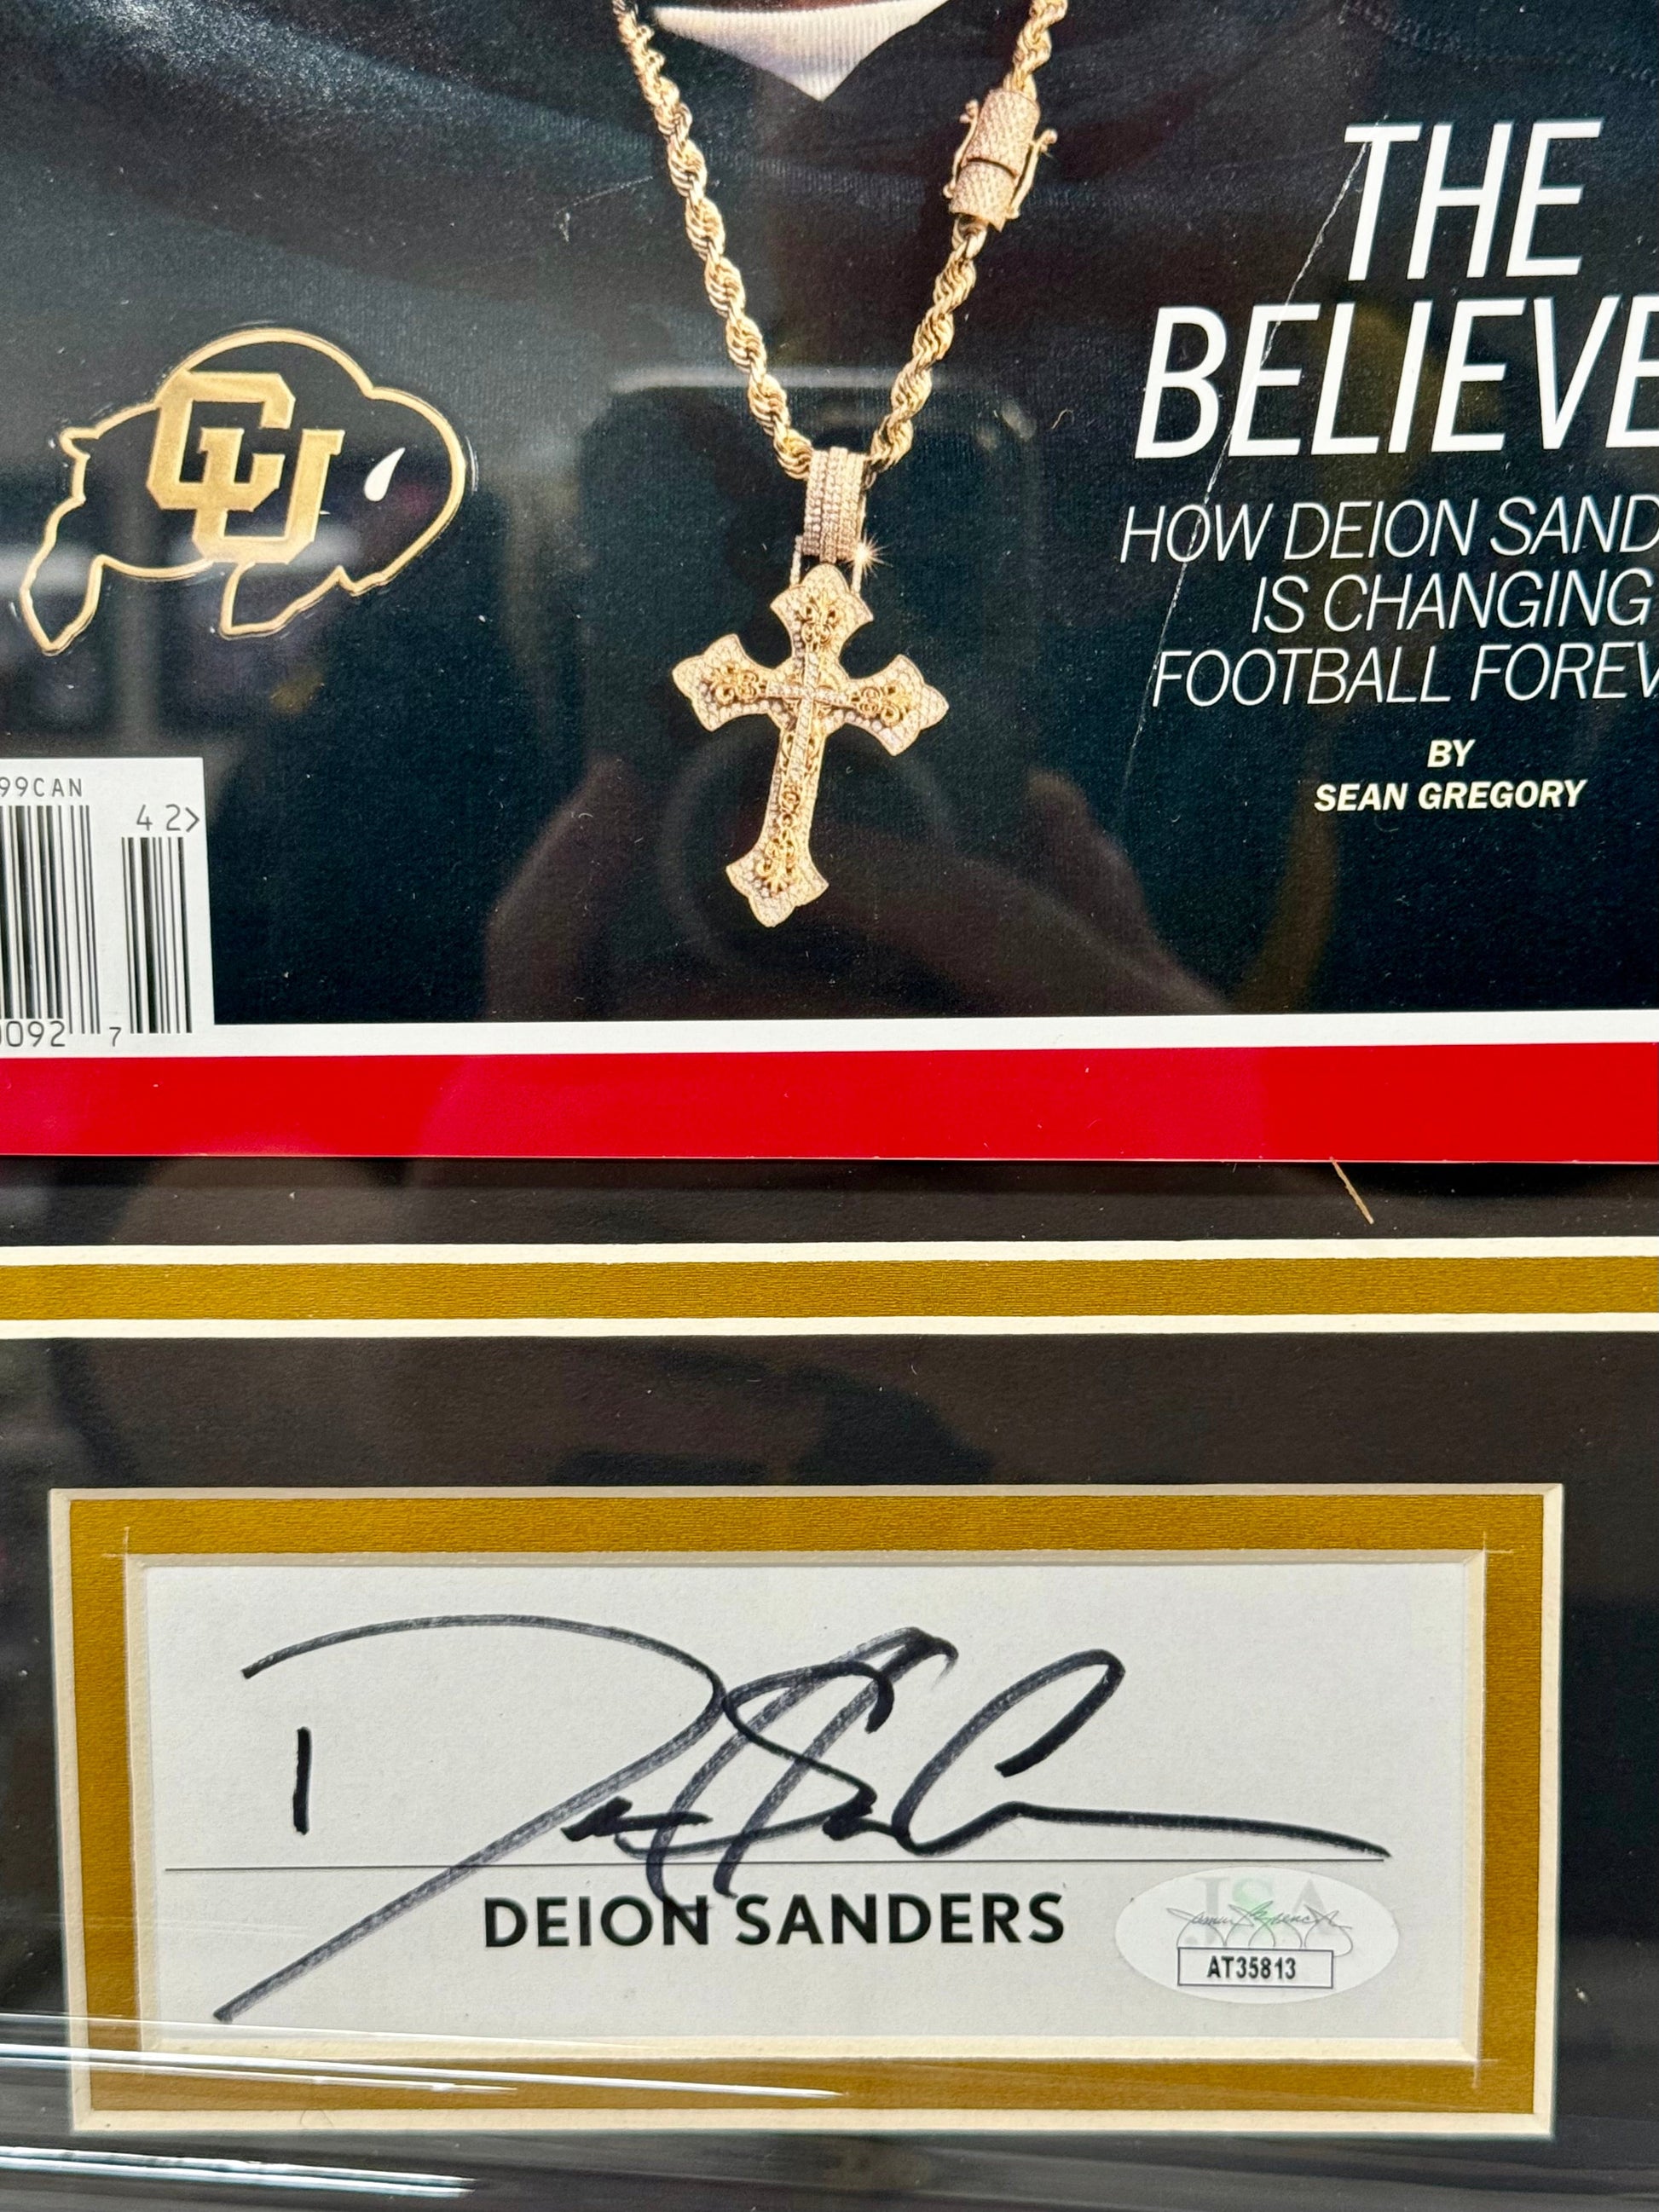 THE
BELIEVE
HOW DEION SAND
IS CHANGING
FOOTBALL FOREV
BY
SEAN GREGORY
CU
99CAN
42>
0092 7
DEION SANDERS
JSA
AT35813